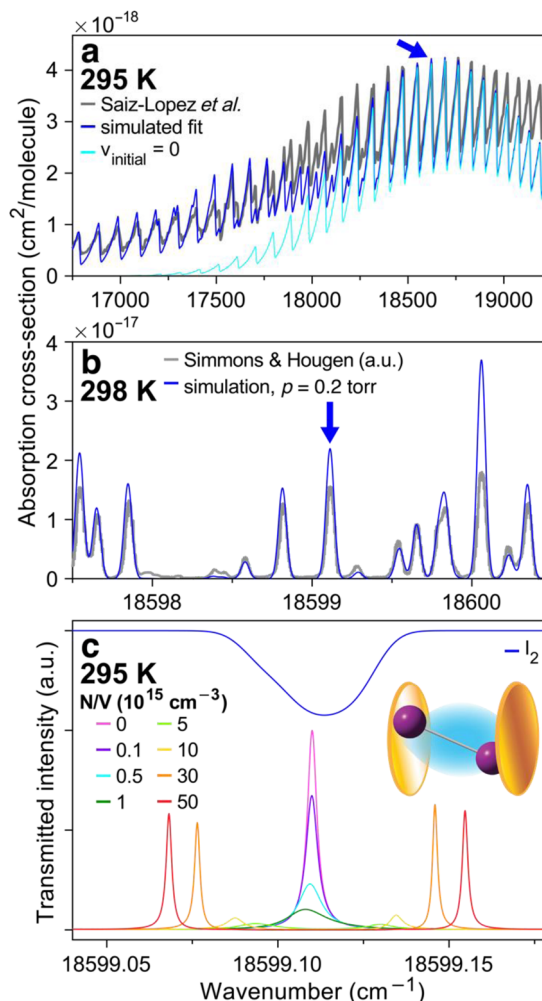 ×10⁻¹⁸
a
295 K
Saiz-Lopez et al.
simulated fit
v_initial = 0
4
3
2
1
0
17000 17500 18000 18500 19000
Absorption cross-section (cm²/molecule)
×10⁻¹⁷
b
298 K
Simmons & Hougen (a.u.)
simulation, p = 0.2 torr
4
3
2
1
0
18598 18599 18600
c
295 K
N/V (10¹⁵ cm⁻³)
0 5
0.1 10
0.5 30
1 50
I₂
Transmitted intensity (a.u.)
18599.05 18599.10 18599.15
Wavenumber (cm⁻¹)